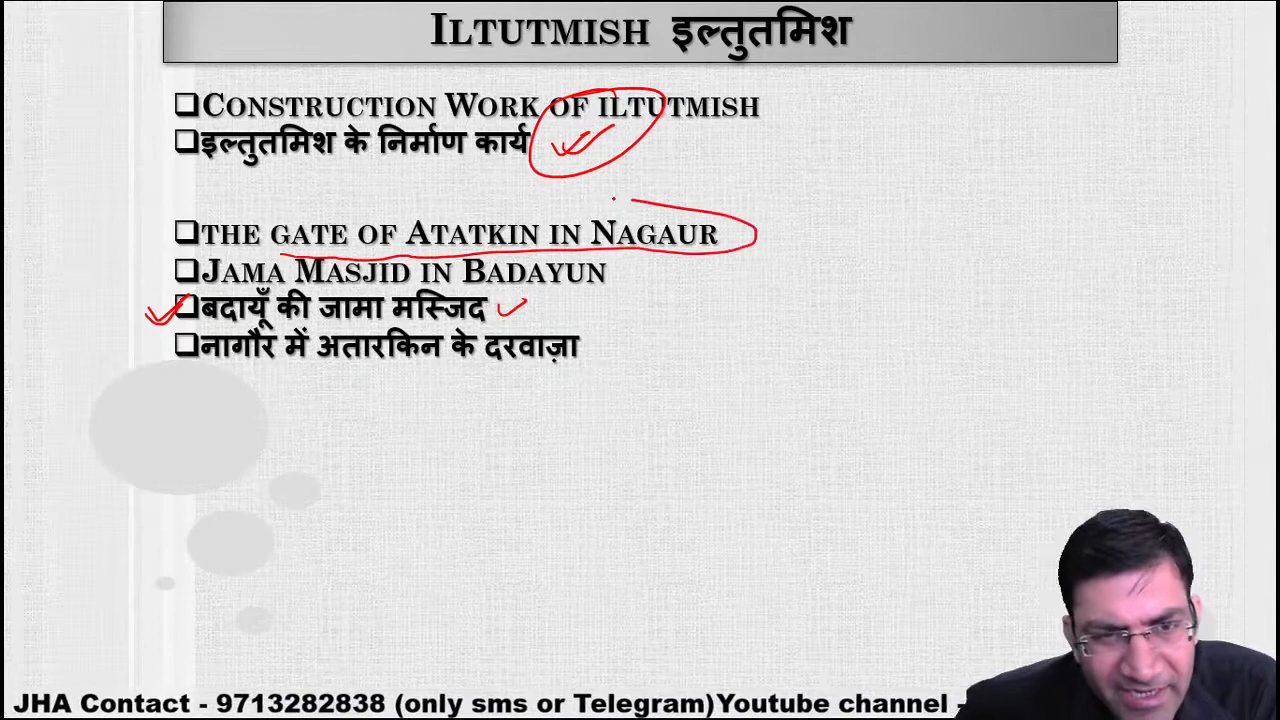 ILTUTMISH इल्तुतमिश
❑CONSTRUCTION WORK OF ILTUTMISH
❑इल्तुतमिश के निर्माण कार्य
❑THE GATE OF ATATKIN IN NAGAUR
❑JAMA MASJID IN BADAYUN
❑बदायूँ की जामा मस्जिद
❑नागौर में अतारकिन के दरवाज़ा
JHA Contact - 9713282838 (only sms or Telegram)Youtube channel -